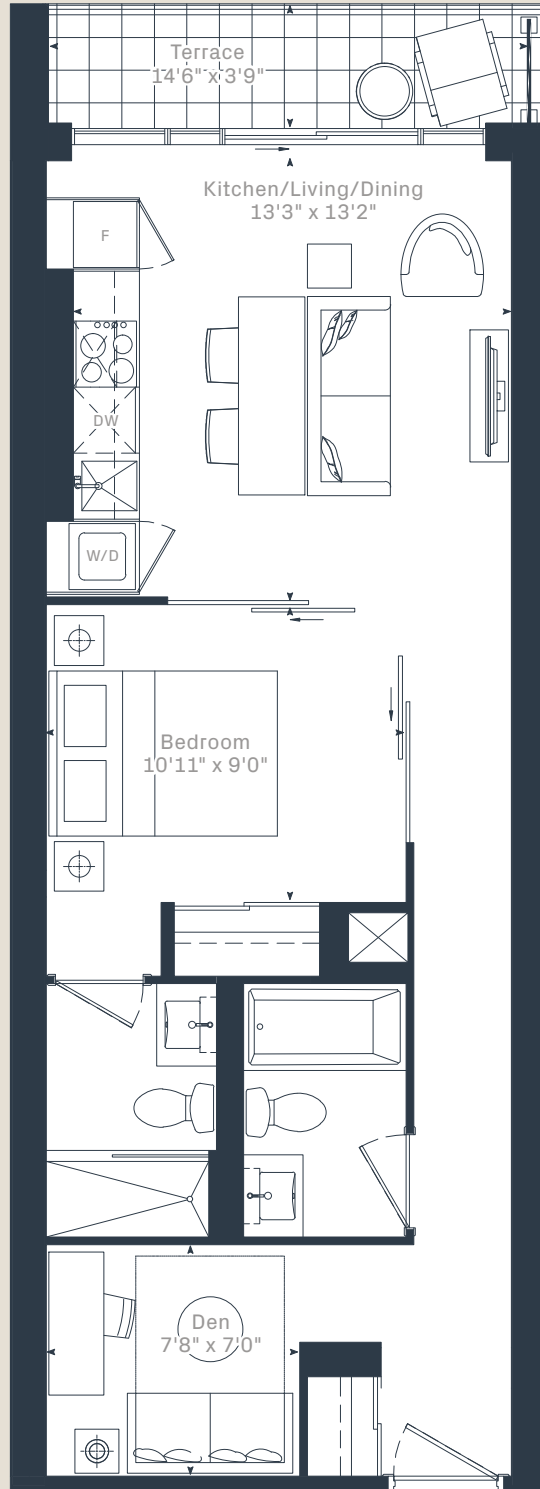 Terrace
14'6" x 3'9"
Kitchen/Living/Dining
13'3" x 13'2"
F
DW
W/D
Bedroom
10'11" x 9'0"
Den
7'8" x 7'0"